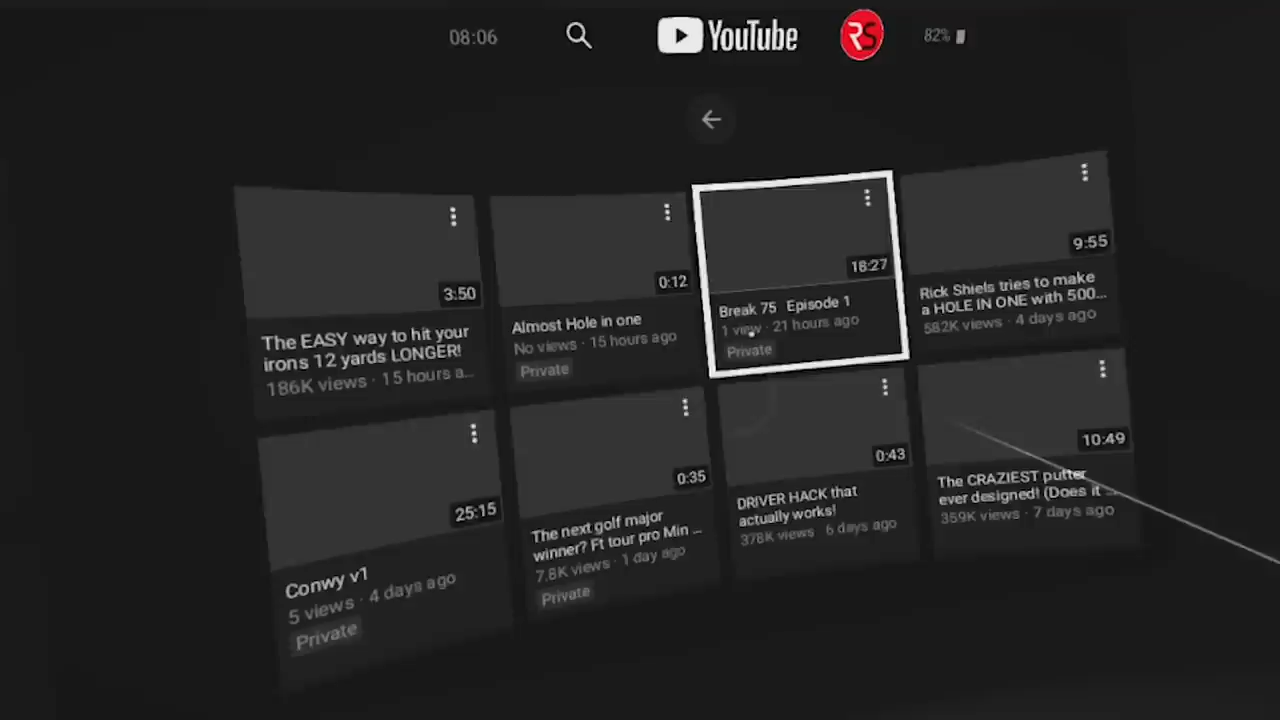 08:06
YouTube
RS
82%
3:50
The EASY way to hit your
irons 12 yards LONGER!
186K views · 15 hours a...
0:12
Almost Hole in one
No views · 15 hours ago
Private
18:27
Break 75 Episode 1
1 view · 21 hours ago
Private
9:55
Rick Shiels tries to make
a HOLE IN ONE with 500...
582K views · 4 days ago
25:15
Conwy v1
5 views · 4 days ago
Private
0:35
The next golf major
winner? Ft tour pro Min ...
7.8K views · 1 day ago
Private
0:43
DRIVER HACK that
actually works!
378K views · 6 days ago
10:49
The CRAZIEST putter
ever designed! (Does it ...
359K views · 7 days ago